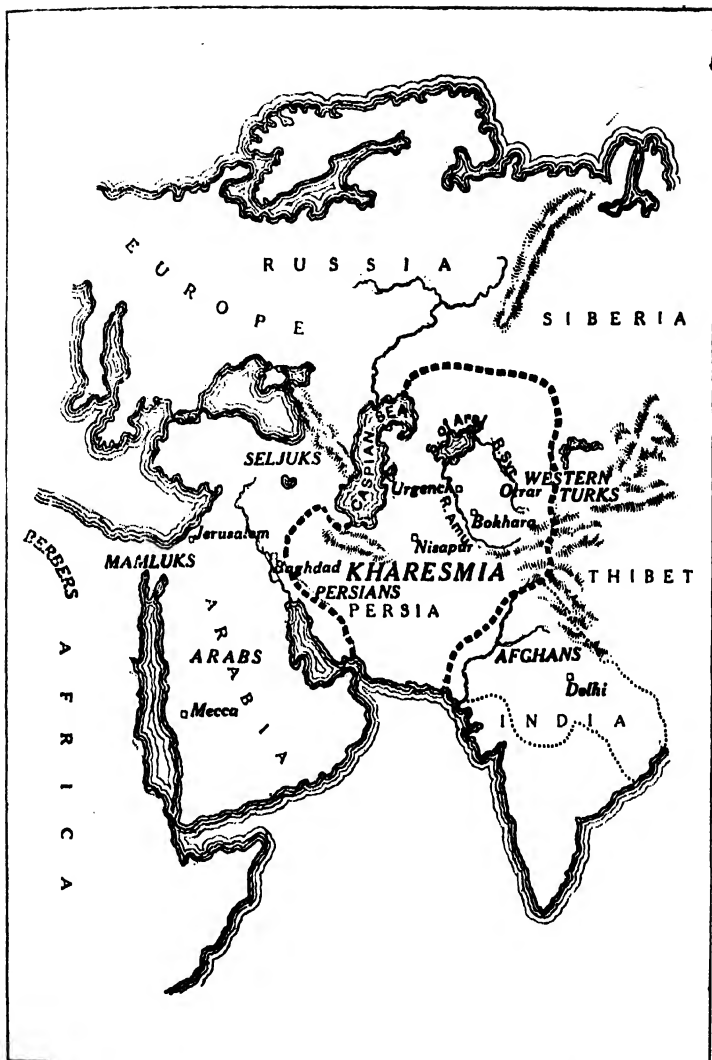 EUROPE
RUSSIA
SIBERIA
CASPIAN SEA
R. Syr
SELJUKS
Urgench
Otrar
WESTERN
TURKS
R. Amu
Bokhara
Jerusalem
Nisapur
MAMLUKS
BERBERS
Baghdad
KHARESMIA
THIBET
PERSIANS
PERSIA
ARABS
ARABIA
AFGHANS
Delhi
Mecca
INDIA
AFRICA